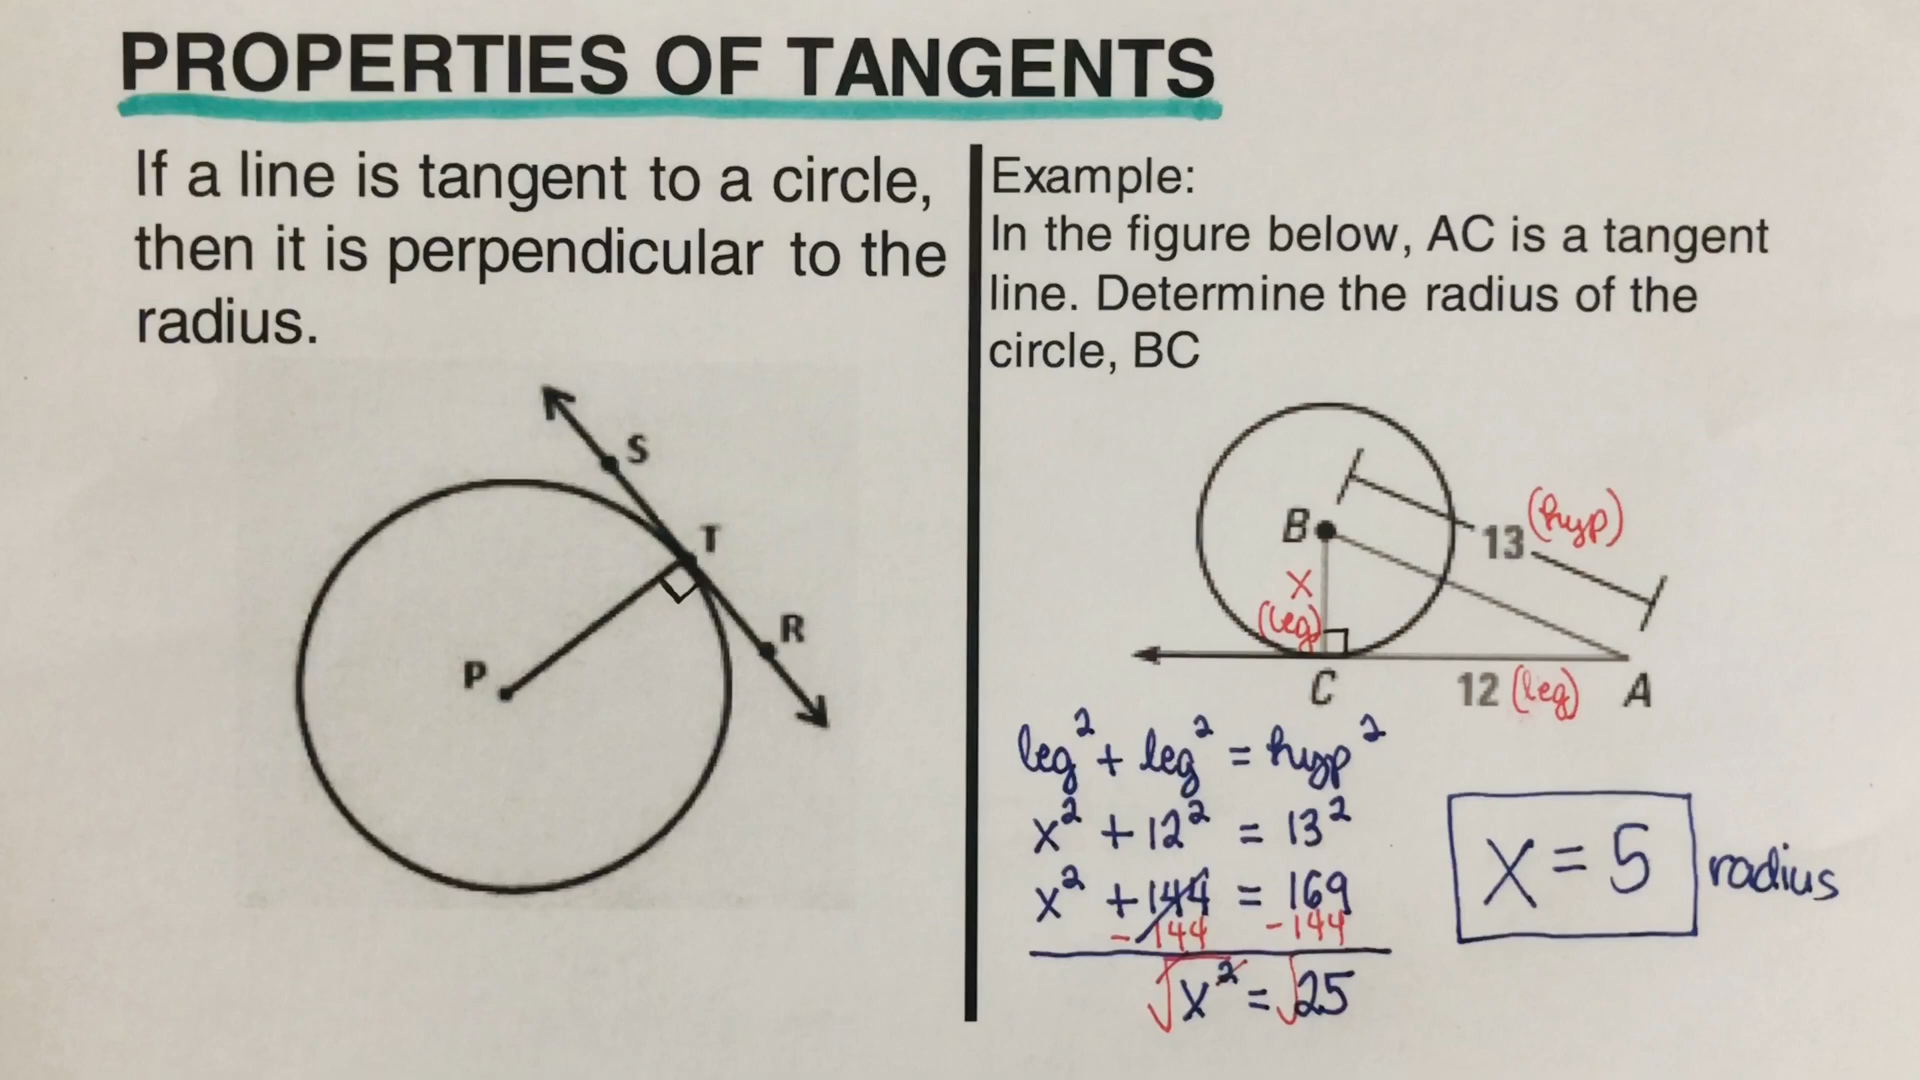 PROPERTIES OF TANGENTS
If a line is tangent to a circle,
then it is perpendicular to the
radius.
S
T
R
P
Example:
In the figure below, AC is a tangent
line. Determine the radius of the
circle, BC
B
13 (hyp)
x
(leg)
C
12 (leg)
A
leg² + leg² = hyp²
x² + 12² = 13²
x² + 144 = 169
- 144 - 144
√x² = √25
x = 5 radius